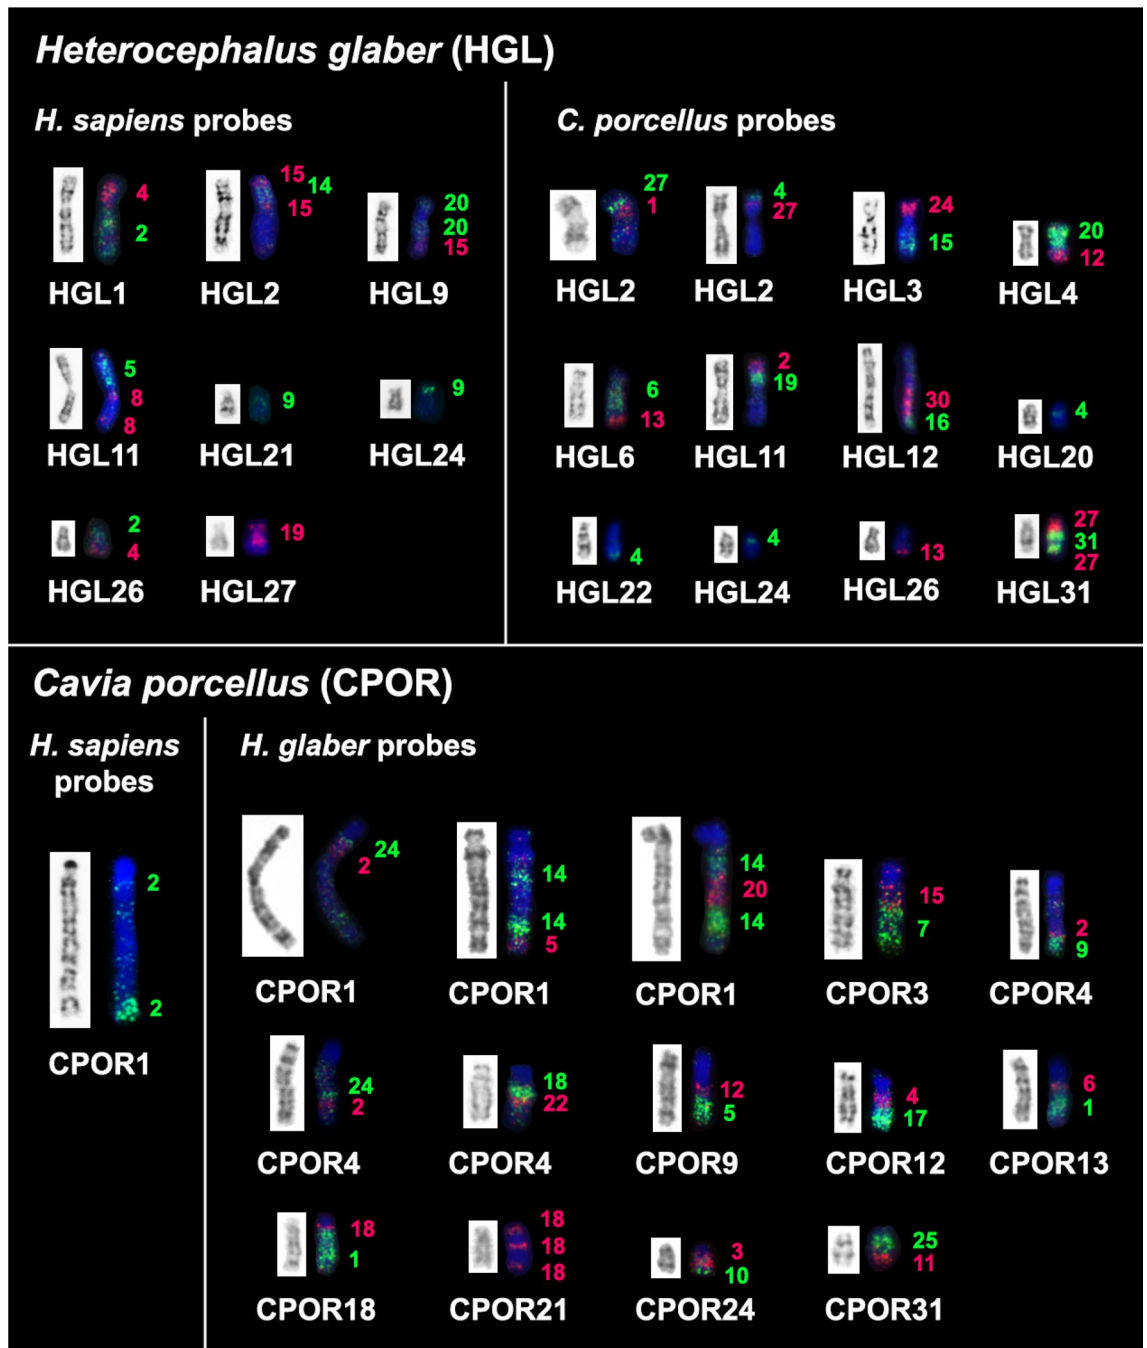 Heterocephalus glaber (HGL)
H. sapiens probes
4
2
HGL1
15
14
15
HGL2
20
20
15
HGL9
5
8
8
HGL11
9
HGL21
9
HGL24
2
4
HGL26
19
HGL27
C. porcellus probes
27
1
HGL2
4
27
HGL2
24
15
HGL3
20
12
HGL4
6
13
HGL6
2
19
HGL11
30
16
HGL12
4
HGL20
4
HGL22
4
HGL24
13
HGL26
27
31
27
HGL31
Cavia porcellus (CPOR)
H. sapiens
probes
2
2
CPOR1
H. glaber probes
24
2
CPOR1
14
14
5
CPOR1
14
20
14
CPOR1
15
7
CPOR3
2
9
CPOR4
24
2
CPOR4
18
22
CPOR4
12
5
CPOR9
4
17
CPOR12
6
1
CPOR13
18
1
CPOR18
18
18
18
CPOR21
3
10
CPOR24
25
11
CPOR31